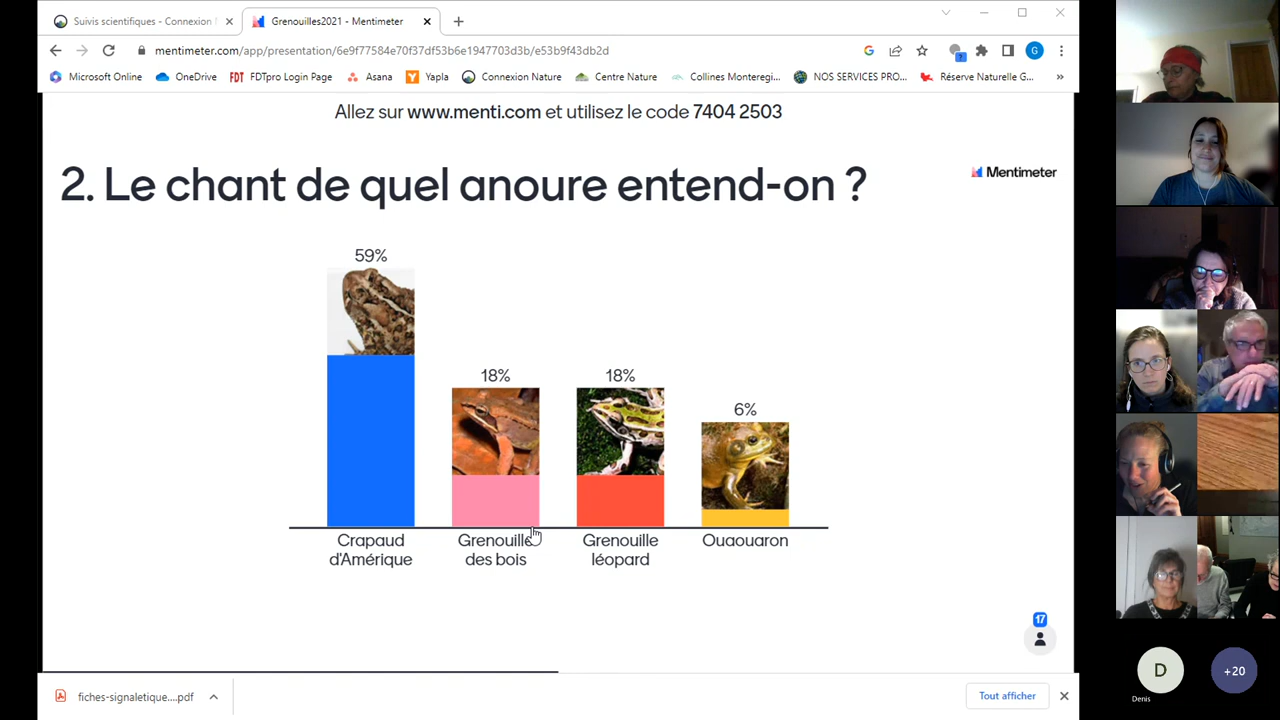 Suivis scientifiques - Connexion
Grenouilles2021 - Mentimeter
mentimeter.com/app/presentation/6e9f77584e70f37df53b6e1947703d3b/e53b9f43db2d
G
Microsoft Online
OneDrive
FDT FDTpro Login Page
Asana
Y Yapla
Connexion Nature
Centre Nature
Collines Monteregi...
NOS SERVICES PRO...
Réserve Naturelle G...
Allez sur www.menti.com et utilisez le code 7404 2503
2. Le chant de quel anoure entend-on ?
Mentimeter
59%
18%
18%
6%
Crapaud d'Amérique
Grenouille des bois
Grenouille léopard
Ouaouaron
17
fiches-signaletique....pdf
Tout afficher
D
Denis
+20